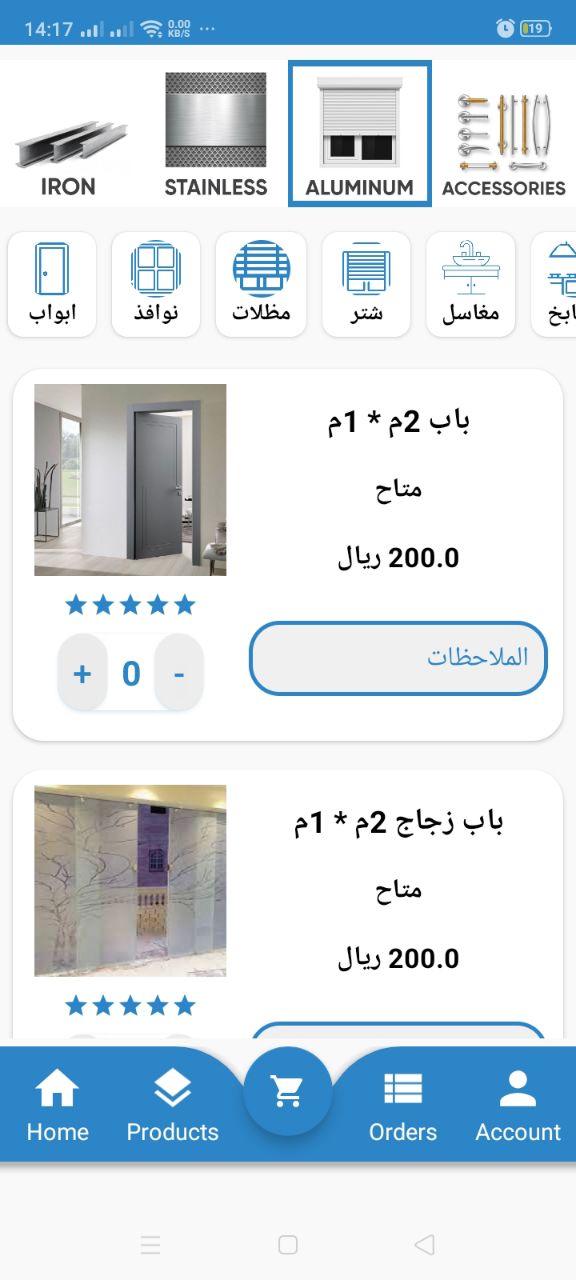 14:17 0.00 KB/S ... 19
IRON STAINLESS ALUMINUM ACCESSORIES
ابواب نوافذ مظلات شتر مغاسل ابخ
باب 2م * 1م
متاح
200.0 ريال
الملاحظات
+ 0 -
باب زجاج 2م * 1م
متاح
200.0 ريال
Home Products Orders Account